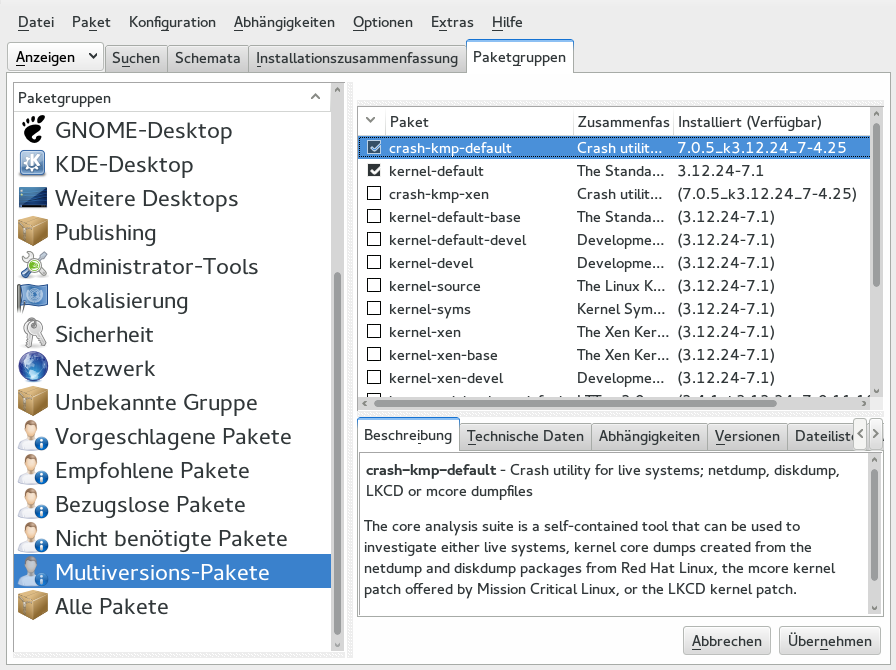 Datei Paket Konfiguration Abhängigkeiten Optionen Extras Hilfe
Anzeigen Suchen Schemata Installationszusammenfassung Paketgruppen
Paketgruppen
GNOME-Desktop
KDE-Desktop
Weitere Desktops
Publishing
Administrator-Tools
Lokalisierung
Sicherheit
Netzwerk
Unbekannte Gruppe
Vorgeschlagene Pakete
Empfohlene Pakete
Bezugslose Pakete
Nicht benötigte Pakete
Multiversions-Pakete
Alle Pakete
Paket Zusammenfas Installiert (Verfügbar)
crash-kmp-default Crash utilit... 7.0.5_k3.12.24_7-4.25
kernel-default The Standa... 3.12.24-7.1
crash-kmp-xen Crash utilit... (7.0.5_k3.12.24_7-4.25)
kernel-default-base The Standa... (3.12.24-7.1)
kernel-default-devel Developme... (3.12.24-7.1)
kernel-devel Developme... (3.12.24-7.1)
kernel-source The Linux K... (3.12.24-7.1)
kernel-syms Kernel Sym... (3.12.24-7.1)
kernel-xen The Xen Ker... (3.12.24-7.1)
kernel-xen-base The Xen Ker... (3.12.24-7.1)
kernel-xen-devel Developme... (3.12.24-7.1)
Beschreibung Technische Daten Abhängigkeiten Versionen Dateiliste
crash-kmp-default - Crash utility for live systems; netdump, diskdump,
LKCD or mcore dumpfiles
The core analysis suite is a self-contained tool that can be used to
investigate either live systems, kernel core dumps created from the
netdump and diskdump packages from Red Hat Linux, the mcore kernel
patch offered by Mission Critical Linux, or the LKCD kernel patch.
Abbrechen Übernehmen